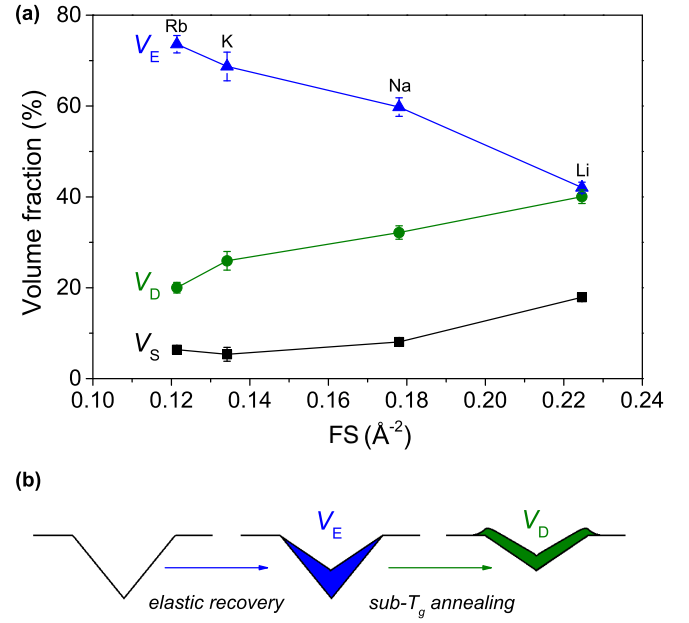 (a)
80
60
40
20
0
Volume fraction (%)
V_E
V_D
V_S
Rb
K
Na
Li
0.10 0.12 0.14 0.16 0.18 0.20 0.22 0.24
FS (Å⁻²)
(b)
V_E
V_D
elastic recovery
sub-T_g annealing